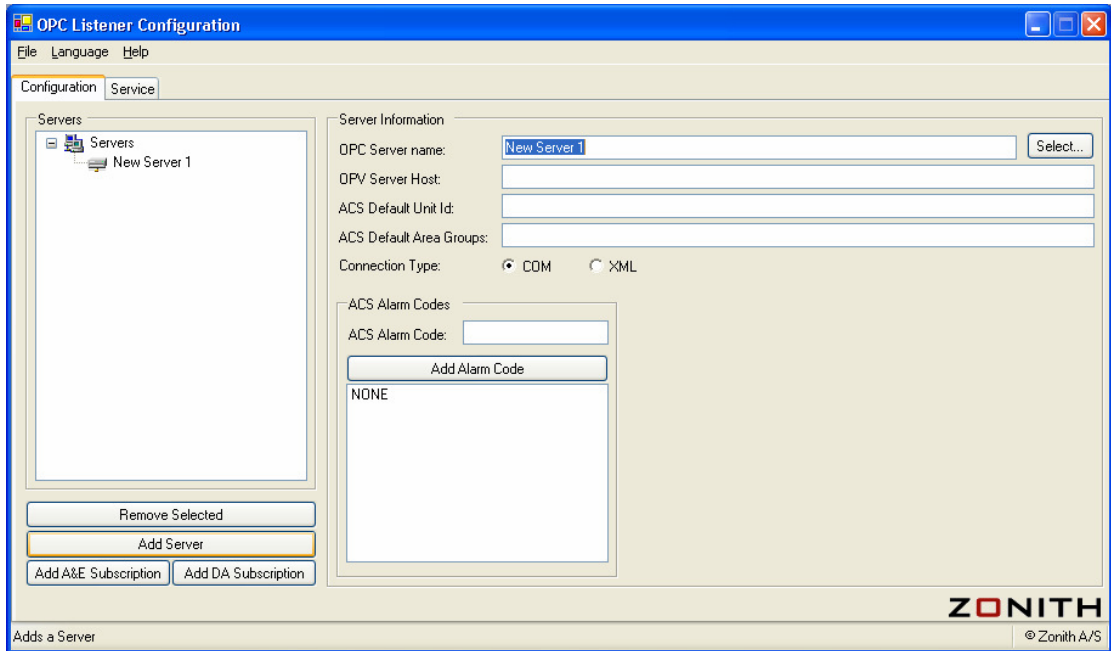 OPC Listener Configuration
File Language Help
Configuration Service
Servers
Servers
New Server 1
Remove Selected
Add Server
Add A&E Subscription Add DA Subscription
Server Information
OPC Server name: New Server 1 Select...
OPV Server Host:
ACS Default Unit Id:
ACS Default Area Groups:
Connection Type: COM XML
ACS Alarm Codes
ACS Alarm Code:
Add Alarm Code
NONE
ZONITH
Adds a Server © Zonith A/S